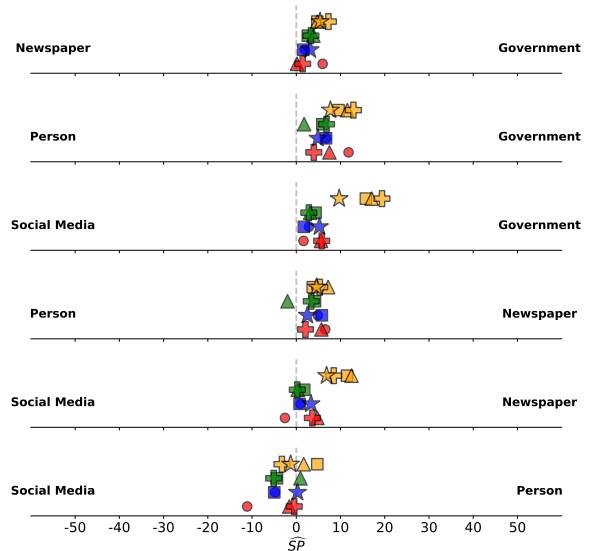 Newspaper Government
Person Government
Social Media Government
Person Newspaper
Social Media Newspaper
Social Media Person
-50 -40 -30 -20 -10 0 10 20 30 40 50
S͡P